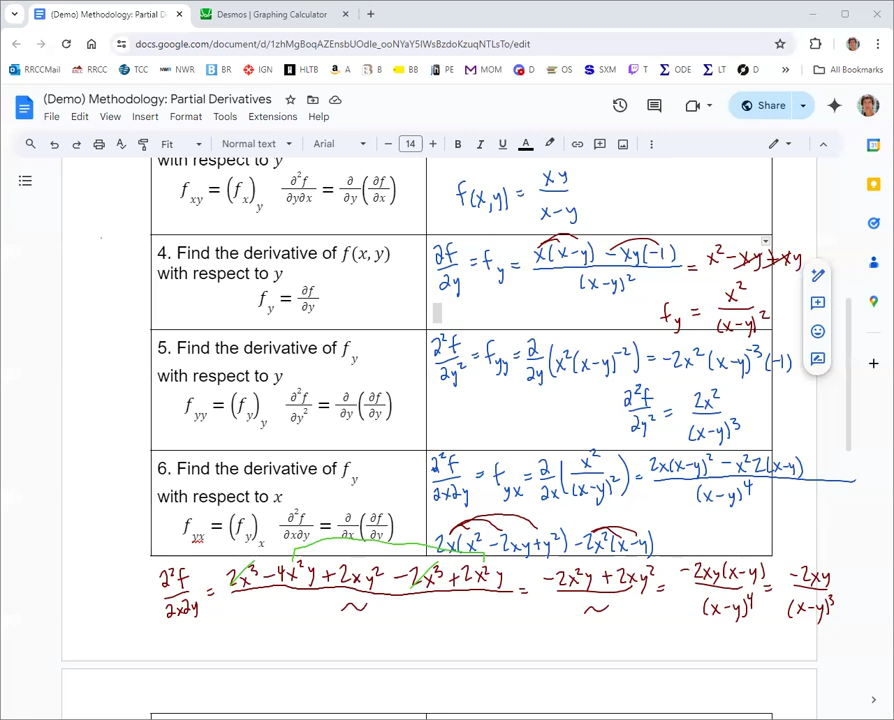 (Demo) Methodology: Partial D
Desmos | Graphing Calculator
docs.google.com/document/d/1zhMgBoqAZEnsbUOdle_ooNYaY5IWsBzdoKzuqNTLsTo/edit
RRCCMail RRCC TCC NWR BR IGN HLTB A B BB PE MOM D OS SXM T ODE LT D » All Bookmarks
(Demo) Methodology: Partial Derivatives
File Edit View Insert Format Tools Extensions Help
Share
Fit Normal text Arial − 14 + B I U A
with respect to y
f_xy = (f_x)_y ∂²f/∂y∂x = ∂/∂y(∂f/∂x)
f(x,y) = xy/(x−y)
4. Find the derivative of f(x, y)
with respect to y
f_y = ∂f/∂y
∂f/∂y = f_y = (x(x−y) − xy(−1))/(x−y)² = x² − xy + xy
f_y = x²/(x−y)²
5. Find the derivative of f_y
with respect to y
f_yy = (f_y)_y ∂²f/∂y² = ∂/∂y(∂f/∂y)
∂²f/∂y² = f_yy = ∂/∂y(x²(x−y)⁻²) = −2x²(x−y)⁻³(−1)
∂²f/∂y² = 2x²/(x−y)³
6. Find the derivative of f_y
with respect to x
f_yx = (f_y)_x ∂²f/∂x∂y = ∂/∂x(∂f/∂y)
∂²f/∂x∂y = f_yx = ∂/∂x(x²/(x−y)²) = (2x(x−y)² − x²2(x−y))/(x−y)⁴
2x(x² − 2xy + y²) − 2x²(x−y)
∂²f/∂x∂y = (2x³ − 4x²y + 2xy² − 2x³ + 2x²y)/~ = (−2x²y + 2xy²)/~ = −2xy(x−y)/(x−y)⁴ = −2xy/(x−y)³